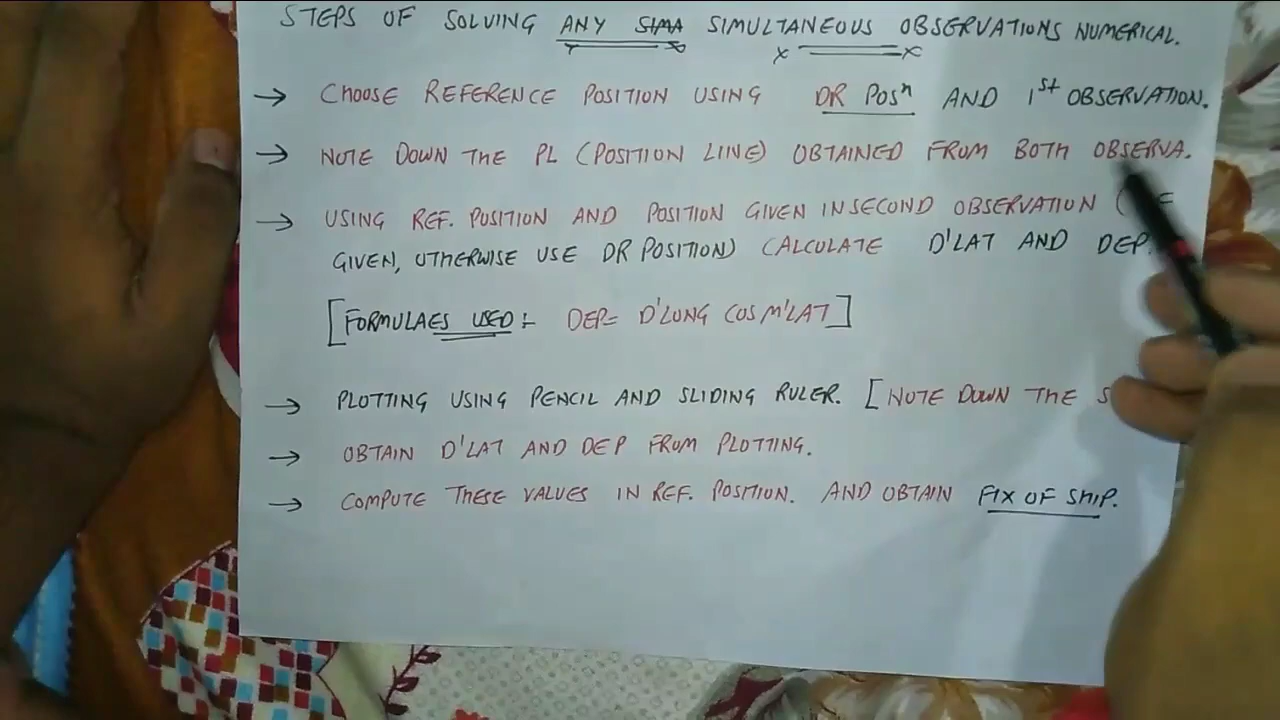 STEPS OF SOLVING ANY SIMULTANEOUS OBSERVATIONS NUMERICAL.
→ CHOOSE REFERENCE POSITION USING DR POSⁿ AND 1st OBSERVATION.
→ NOTE DOWN THE PL (POSITION LINE) OBTAINED FROM BOTH OBSERVA.
→ USING REF. POSITION AND POSITION GIVEN IN SECOND OBSERVATION
GIVEN, OTHERWISE USE DR POSITION) CALCULATE D'LAT AND DEP.
[FORMULAES USED :- DEP= D'LONG COS M'LAT]
→ PLOTTING USING PENCIL AND SLIDING RULER. [NOTE DOWN THE
→ OBTAIN D'LAT AND DEP FROM PLOTTING.
→ COMPUTE THESE VALUES IN REF. POSITION. AND OBTAIN FIX OF SHIP.